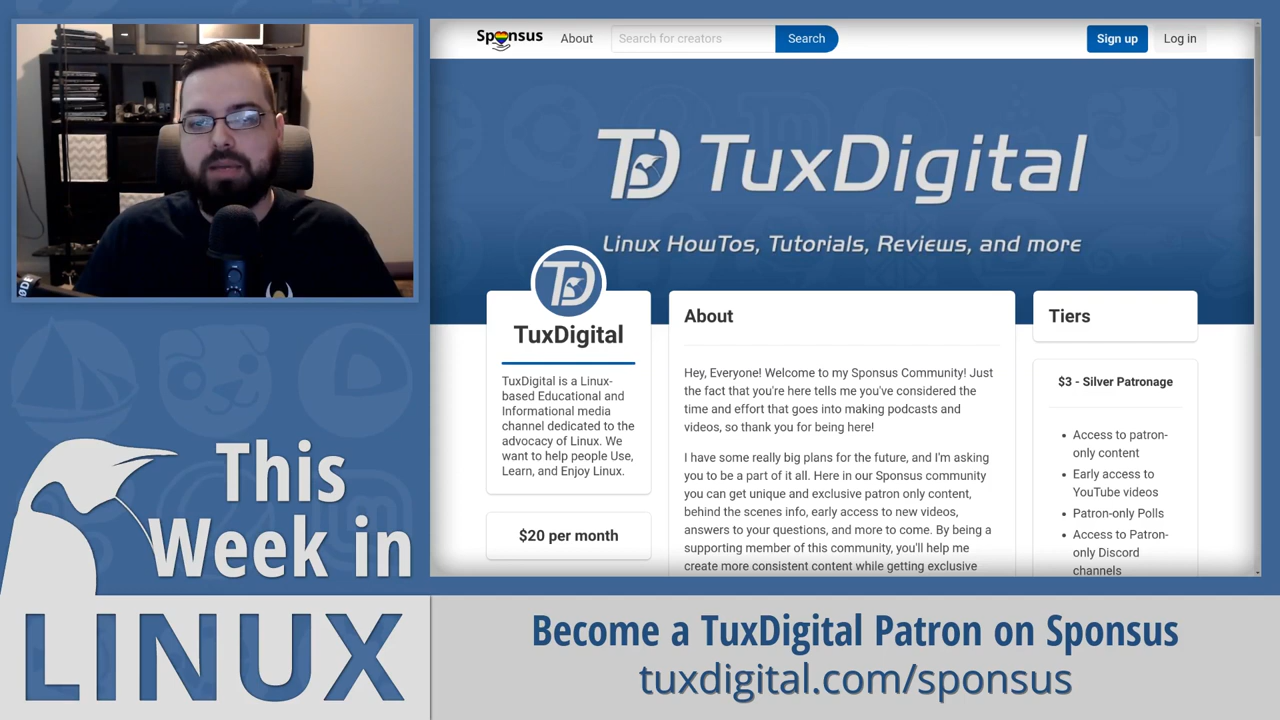 Sponsus
About
Search for creators
Search
Sign up
Log in
TD TuxDigital
Linux HowTos, Tutorials, Reviews, and more
TD
TuxDigital
TuxDigital is a Linux-
based Educational and
Informational media
channel dedicated to the
advocacy of Linux. We
want to help people Use,
Learn, and Enjoy Linux.
$20 per month
About
Hey, Everyone! Welcome to my Sponsus Community! Just
the fact that you're here tells me you've considered the
time and effort that goes into making podcasts and
videos, so thank you for being here!
I have some really big plans for the future, and I'm asking
you to be a part of it all. Here in our Sponsus community
you can get unique and exclusive patron only content,
behind the scenes info, early access to new videos,
answers to your questions, and more to come. By being a
supporting member of this community, you'll help me
create more consistent content while getting exclusive
Tiers
$3 - Silver Patronage
• Access to patron-
only content
• Early access to
YouTube videos
• Patron-only Polls
• Access to Patron-
only Discord
channels
This
Week in
LINUX
Become a TuxDigital Patron on Sponsus
tuxdigital.com/sponsus